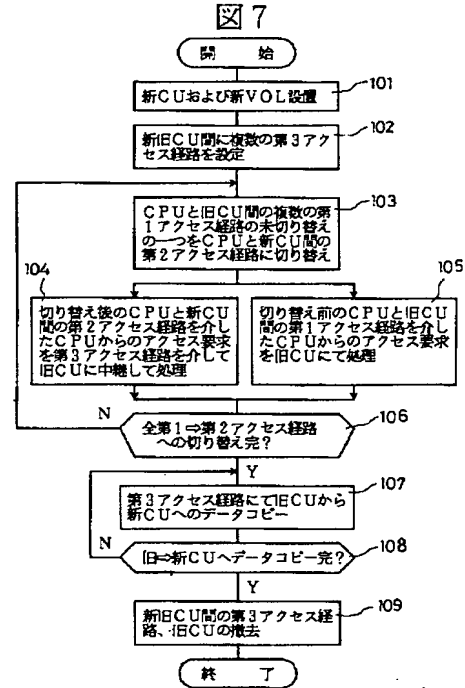 図7
開 始
101
新CUおよび新VOL設置
102
新旧CU間に複数の第3アク
セス経路を設定
103
CPUと旧CU間の複数の第
1アクセス経路の未切り替え
の一つをCPUと新CU間の
第2アクセス経路に切替え
104
切り替え後のCPUと新CU
間の第2アクセス経路を介し
たCPUからのアクセス要求
を第3アクセス経路を介して
旧CUに中継して処理
105
切り替え前のCPUと旧CU
間の第1アクセス経路を介し
たCPUからのアクセス要求
を旧CUにて処理
N
106
全第1⇒第2アクセス経路
への切り替え完?
Y
107
第3アクセス経路にて旧CUから
新CUへのデータコピー
N
108
旧⇒新CUへデータコピー完?
Y
109
新旧CU間の第3アクセス経
路、旧CUの撤去
終 了